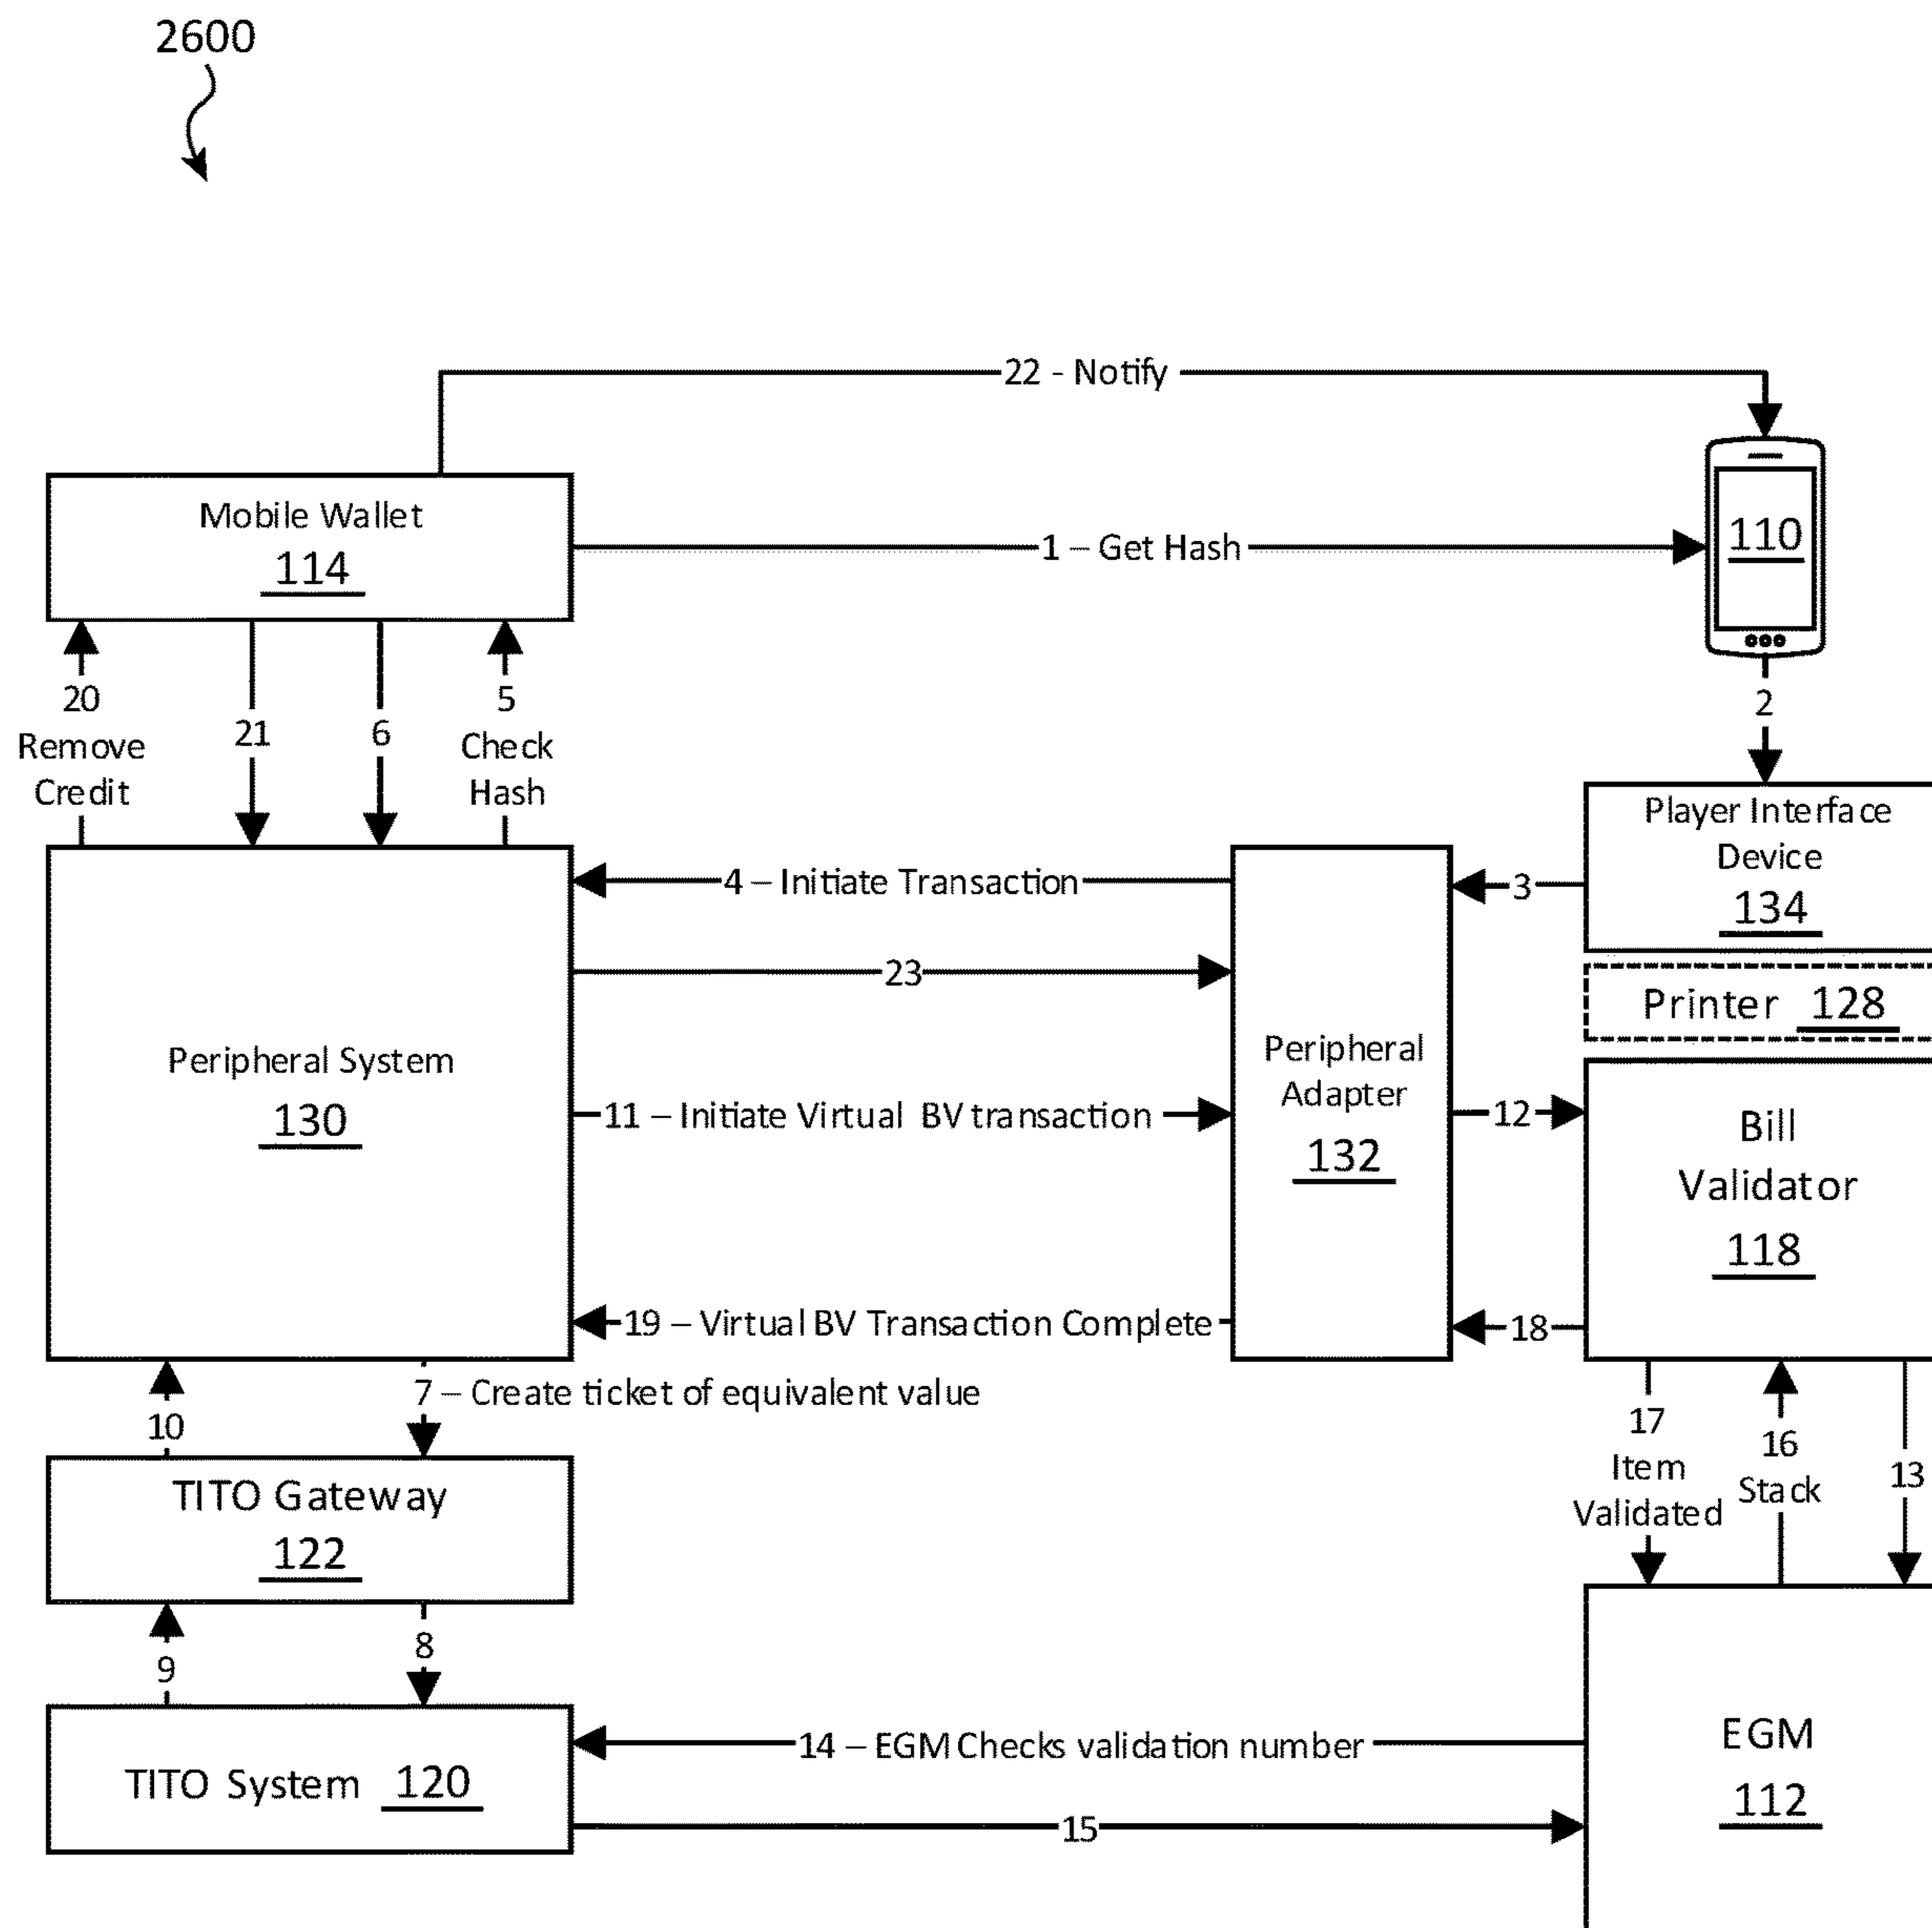 2600
22 - Notify
Mobile Wallet
114
1 – Get Hash
110
20
Remove
Credit
21
6
5
Check
Hash
2
Player Interface
Device
134
4 – Initiate Transaction
3
23
Printer 128
Peripheral System
130
Peripheral
Adapter
132
11 – Initiate Virtual BV transaction
12
Bill
Validator
118
19 – Virtual BV Transaction Complete
18
10
7 – Create ticket of equivalent value
17
Item
Validated
16
Stack
13
TITO Gateway
122
9
8
TITO System 120
14 – EGM Checks validation number
15
EGM
112